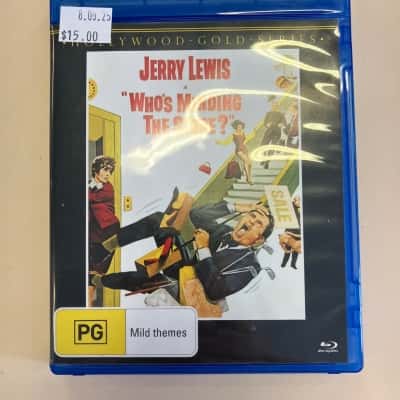 8.09.25
$15.00
HOLLYWOOD-GOLD-SERIES
JERRY LEWIS
"WHO'S MINDING
THE STORE?"
SALE
PG
Mild themes